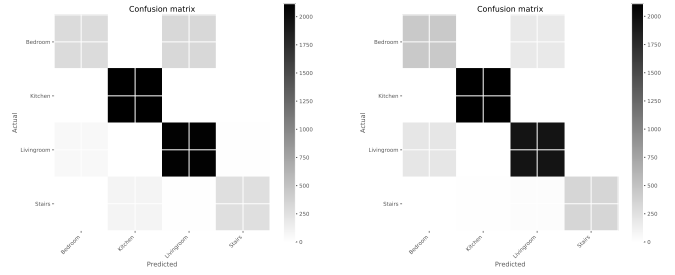 Confusion matrix
Actual
Bedroom
Kitchen
Livingroom
Stairs
Bedroom
Kitchen
Livingroom
Stairs
Predicted
2000
1750
1500
1250
1000
750
500
250
0
Confusion matrix
Actual
Bedroom
Kitchen
Livingroom
Stairs
Bedroom
Kitchen
Livingroom
Stairs
Predicted
2000
1750
1500
1250
1000
750
500
250
0